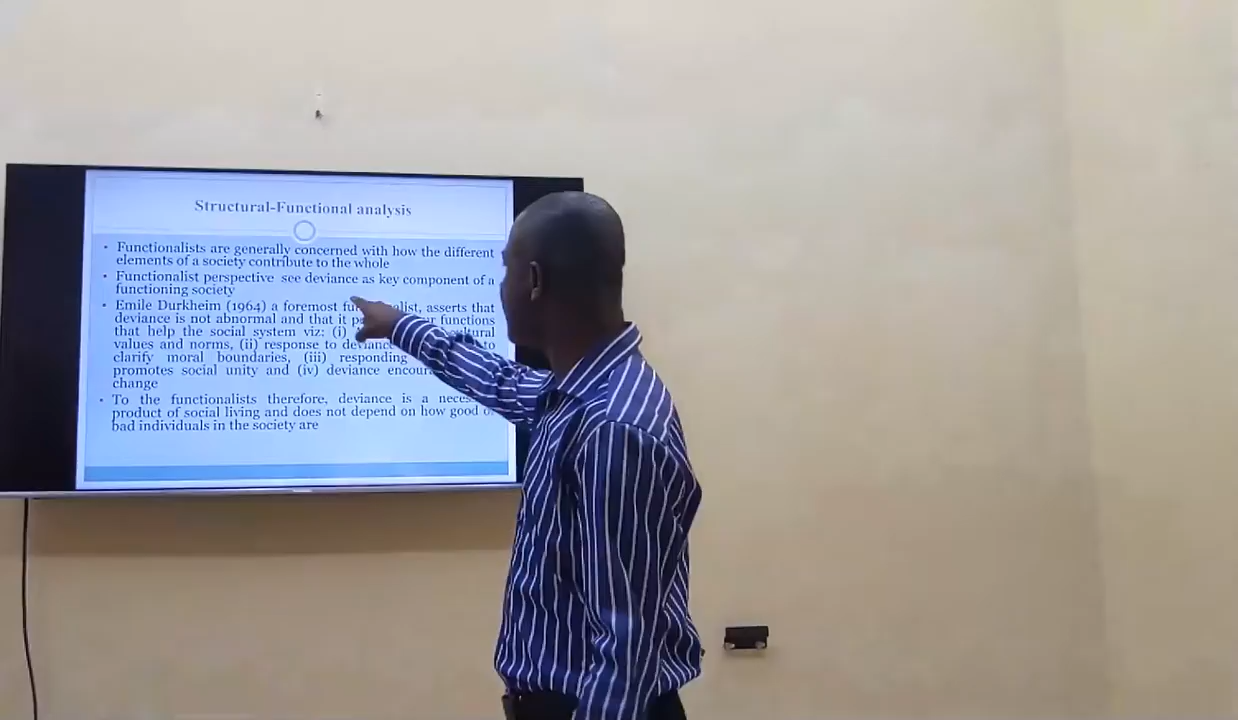 Structural-Functional analysis
• Functionalists are generally concerned with how the different
elements of a society contribute to the whole
• Functionalist perspective see deviance as key component of a
functioning society
• Emile Durkheim (1964) a foremost asserts that
deviance is not abnormal and that it functions
that help the social system viz: (i)
values and norms, (ii) response to to
clarify moral boundaries, (iii) responding
promotes social unity and (iv) deviance
change
• To the functionalists therefore, deviance is a
product of social living and does not depend on how good
bad individuals in the society are